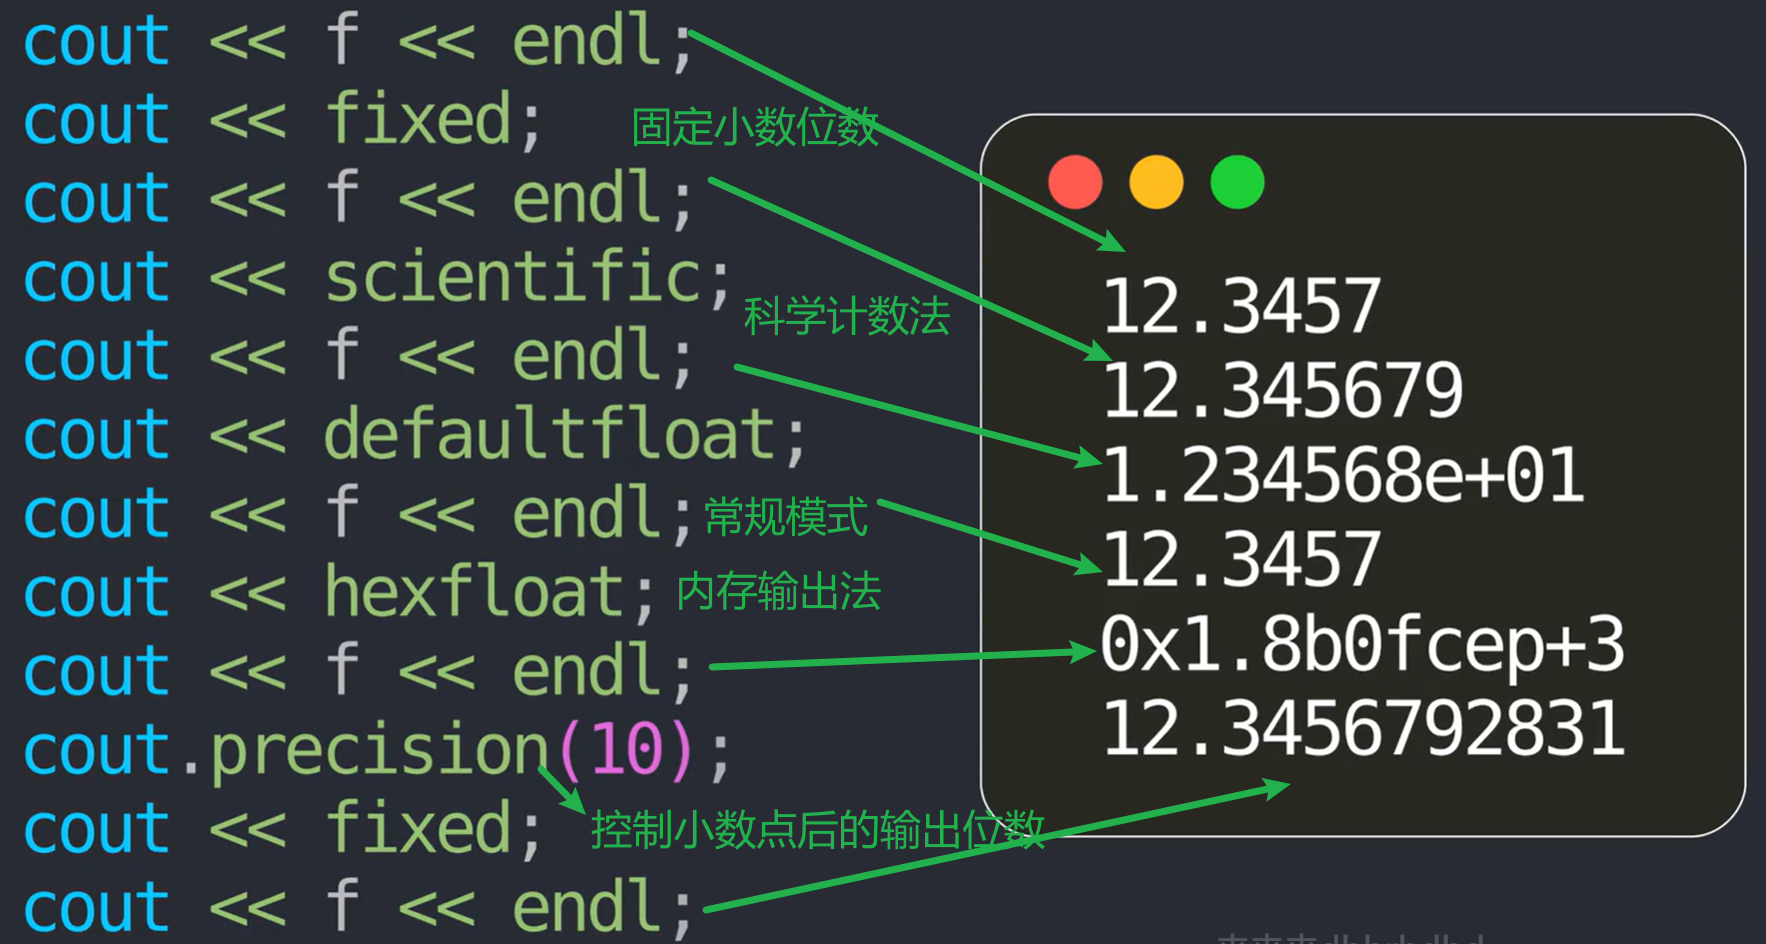 cout << f << endl;
cout << fixed;
固定小数位数
cout << f << endl;
cout << scientific;
科学计数法
cout << f << endl;
cout << defaultfloat;
cout << f << endl;
常规模式
cout << hexfloat;
内存输出法
cout << f << endl;
cout.precision(10);
cout << fixed;
控制小数点后的输出位数
cout << f << endl;
12.3457
12.345679
1.234568e+01
12.3457
0x1.8b0fcep+3
12.3456792831